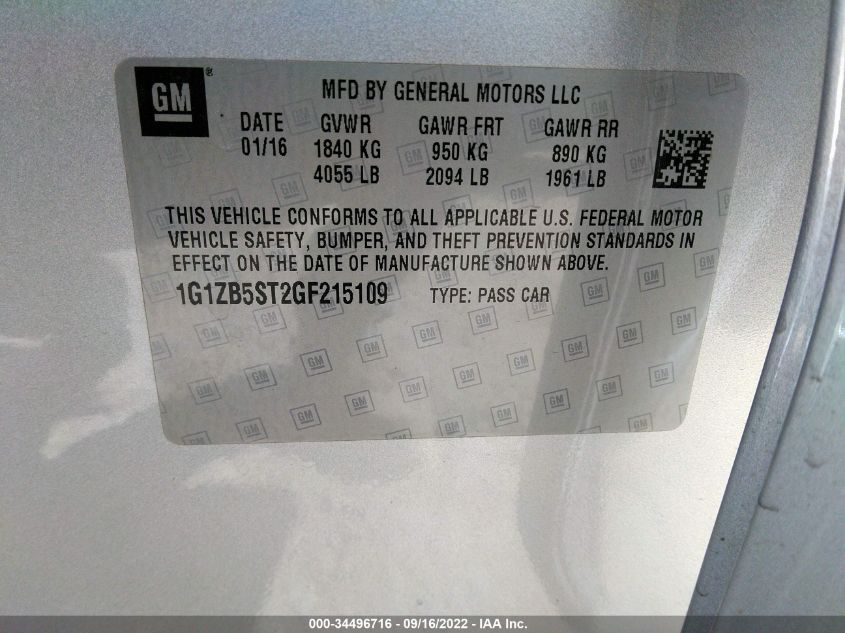 GM ®
MFD BY GENERAL MOTORS LLC
DATE GVWR GAWR FRT GAWR RR
01/16 1840 KG 950 KG 890 KG
4055 LB 2094 LB 1961 LB
THIS VEHICLE CONFORMS TO ALL APPLICABLE U.S. FEDERAL MOTOR
VEHICLE SAFETY, BUMPER, AND THEFT PREVENTION STANDARDS IN
EFFECT ON THE DATE OF MANUFACTURE SHOWN ABOVE.
1G1ZB5ST2GF215109 TYPE: PASS CAR
000-34496716 - 09/16/2022 - IAA Inc.